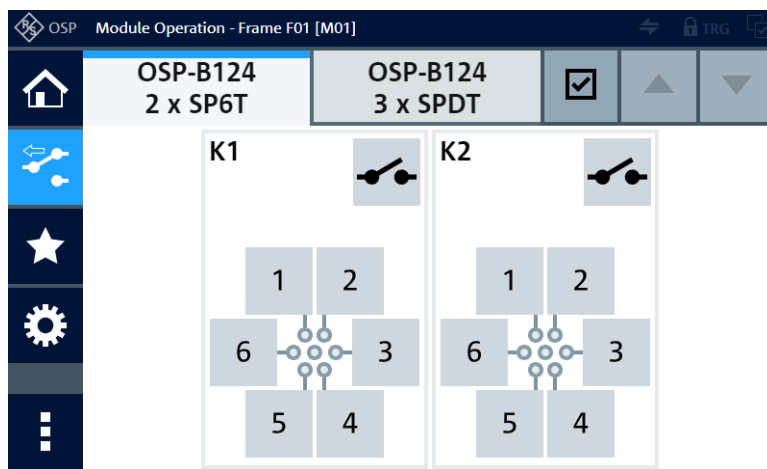 R&S OSP Module Operation - Frame F01 [M01] TRG
OSP-B124 OSP-B124
2 x SP6T 3 x SPDT
K1 K2
1 2 1 2
6 3 6 3
5 4 5 4